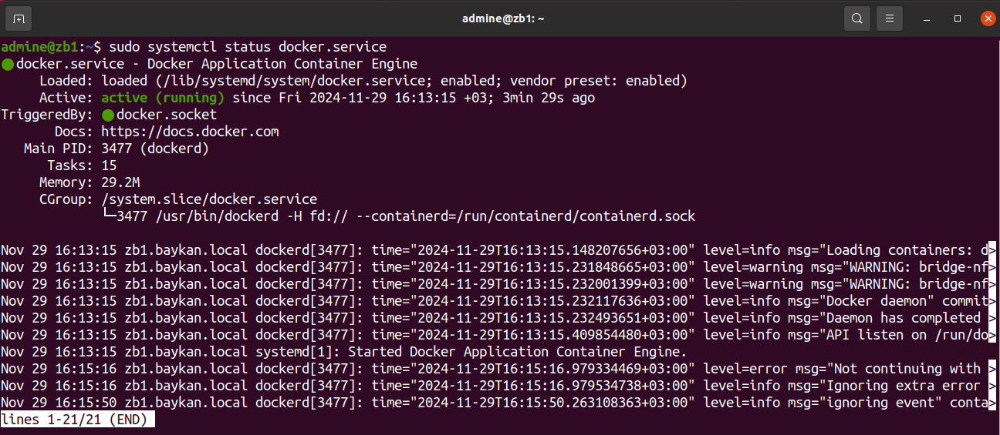 admine@zb1: ~
admine@zb1:~$ sudo systemctl status docker.service
docker.service - Docker Application Container Engine
Loaded: loaded (/lib/systemd/system/docker.service; enabled; vendor preset: enabled)
Active: active (running) since Fri 2024-11-29 16:13:15 +03; 3min 29s ago
TriggeredBy: docker.socket
Docs: https://docs.docker.com
Main PID: 3477 (dockerd)
Tasks: 15
Memory: 29.2M
CGroup: /system.slice/docker.service
└─3477 /usr/bin/dockerd -H fd:// --containerd=/run/containerd/containerd.sock
Nov 29 16:13:15 zb1.baykan.local dockerd[3477]: time="2024-11-29T16:13:15.148207656+03:00" level=info msg="Loading containers: d>
Nov 29 16:13:15 zb1.baykan.local dockerd[3477]: time="2024-11-29T16:13:15.231848665+03:00" level=warning msg="WARNING: bridge-nf>
Nov 29 16:13:15 zb1.baykan.local dockerd[3477]: time="2024-11-29T16:13:15.232001399+03:00" level=warning msg="WARNING: bridge-nf>
Nov 29 16:13:15 zb1.baykan.local dockerd[3477]: time="2024-11-29T16:13:15.232117636+03:00" level=info msg="Docker daemon" commit>
Nov 29 16:13:15 zb1.baykan.local dockerd[3477]: time="2024-11-29T16:13:15.232493651+03:00" level=info msg="Daemon has completed >
Nov 29 16:13:15 zb1.baykan.local dockerd[3477]: time="2024-11-29T16:13:15.409854480+03:00" level=info msg="API listen on /run/do>
Nov 29 16:13:15 zb1.baykan.local systemd[1]: Started Docker Application Container Engine.
Nov 29 16:15:16 zb1.baykan.local dockerd[3477]: time="2024-11-29T16:15:16.979334469+03:00" level=error msg="Not continuing with >
Nov 29 16:15:16 zb1.baykan.local dockerd[3477]: time="2024-11-29T16:15:16.979534738+03:00" level=info msg="Ignoring extra error >
Nov 29 16:15:50 zb1.baykan.local dockerd[3477]: time="2024-11-29T16:15:50.263108363+03:00" level=info msg="ignoring event" conta>
lines 1-21/21 (END)